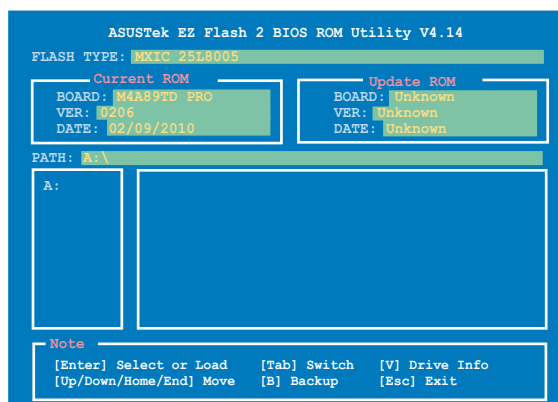 ASUSTek EZ Flash 2 BIOS ROM Utility V4.14
FLASH TYPE: MXIC 25L8005
Current ROM
BOARD: M4A89TD PRO
VER: 0206
DATE: 02/09/2010
Update ROM
BOARD: Unknown
VER: Unknown
DATE: Unknown
PATH: A:\
A:
Note
[Enter] Select or Load [Tab] Switch [V] Drive Info
[Up/Down/Home/End] Move [B] Backup [Esc] Exit